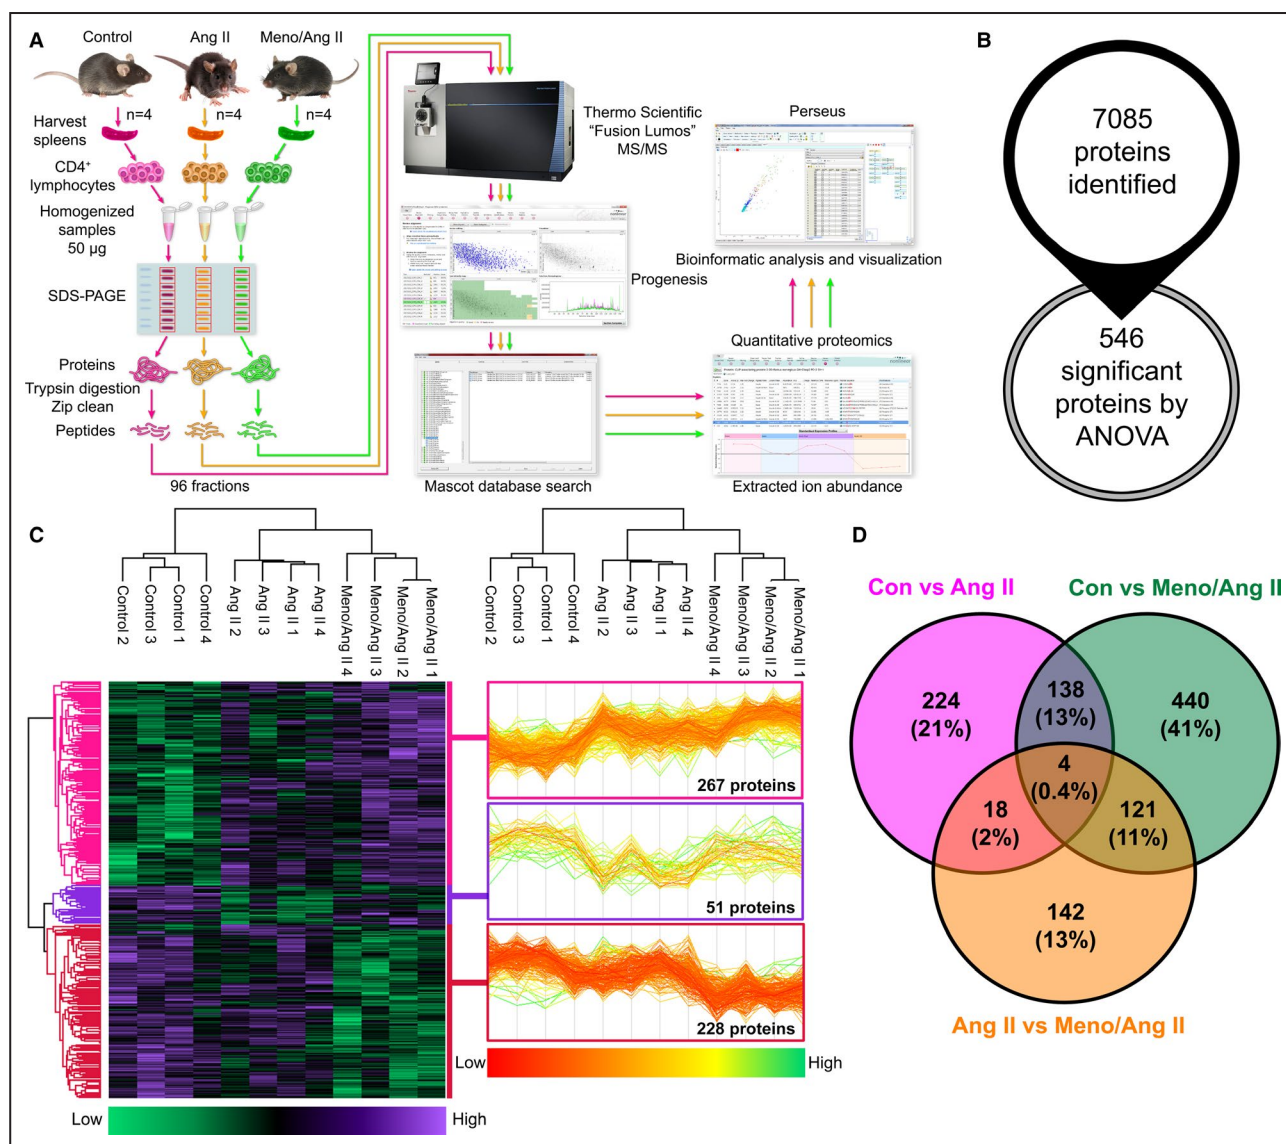 A
Control
Ang II
Meno/Ang II
n=4
n=4
n=4
Harvest
spleens
CD4+
lymphocytes
Homogenized
samples
50 µg
SDS-PAGE
Proteins
Trypsin digestion
Zip clean
Peptides
96 fractions
Thermo Scientific
“Fusion Lumos”
MS/MS
Progenesis
Mascot database search
Perseus
Bioinformatic analysis and visualization
Quantitative proteomics
Extracted ion abundance
B
7085
proteins
identified
546
significant
proteins by
ANOVA
C
Control 2
Control 3
Control 1
Control 4
Ang II 2
Ang II 3
Ang II 1
Ang II 4
Meno/Ang II 4
Meno/Ang II 3
Meno/Ang II 2
Meno/Ang II 1
Control 2
Control 3
Control 1
Control 4
Ang II 2
Ang II 3
Ang II 1
Ang II 4
Meno/Ang II 4
Meno/Ang II 3
Meno/Ang II 2
Meno/Ang II 1
267 proteins
51 proteins
228 proteins
Low
High
Low
High
D
Con vs Ang II
Con vs Meno/Ang II
224
(21%)
138
(13%)
440
(41%)
4
(0.4%)
18
(2%)
121
(11%)
142
(13%)
Ang II vs Meno/Ang II